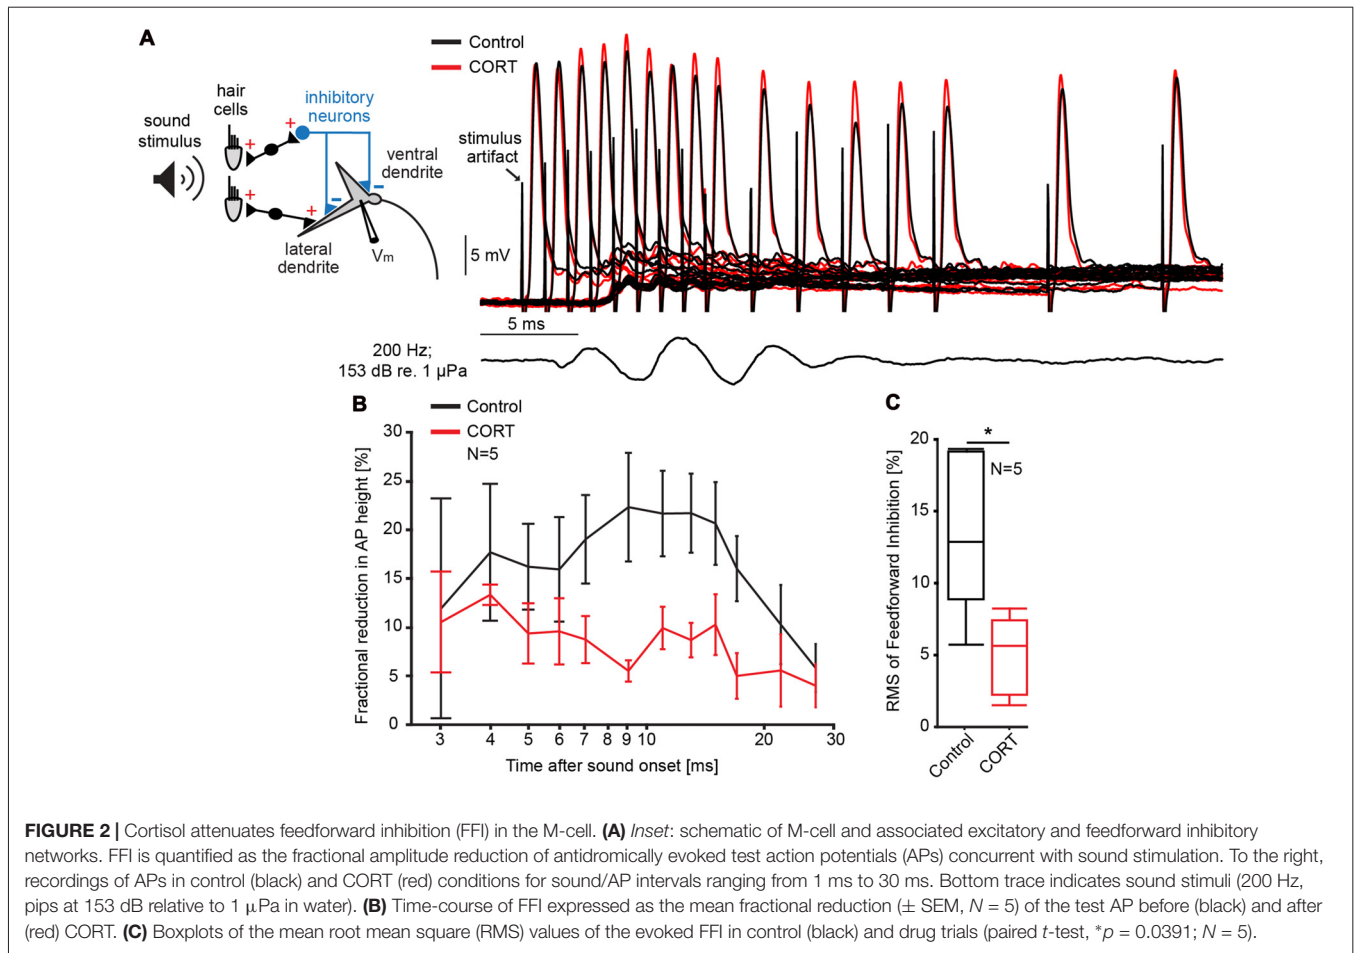 A
Control
CORT
hair
cells
inhibitory
neurons
sound
stimulus
ventral
dendrite
stimulus
artifact
+
+
+
+
-
-
lateral
dendrite
Vm
5 mV
5 ms
200 Hz;
153 dB re. 1 µPa
B
Control
CORT
N=5
Fractional reduction in AP height [%]
30
25
20
15
10
5
0
3 4 5 6 7 8 9 10 20 30
Time after sound onset [ms]
C
*
N=5
RMS of Feedforward Inhibition [%]
20
15
10
5
0
Control
CORT
FIGURE 2 | Cortisol attenuates feedforward inhibition (FFI) in the M-cell. (A) Inset: schematic of M-cell and associated excitatory and feedforward inhibitory
networks. FFI is quantified as the fractional amplitude reduction of antidromically evoked test action potentials (APs) concurrent with sound stimulation. To the right,
recordings of APs in control (black) and CORT (red) conditions for sound/AP intervals ranging from 1 ms to 30 ms. Bottom trace indicates sound stimuli (200 Hz,
pips at 153 dB relative to 1 µPa in water). (B) Time-course of FFI expressed as the mean fractional reduction (± SEM, N = 5) of the test AP before (black) and after
(red) CORT. (C) Boxplots of the mean root mean square (RMS) values of the evoked FFI in control (black) and drug trials (paired t-test, *p = 0.0391; N = 5).